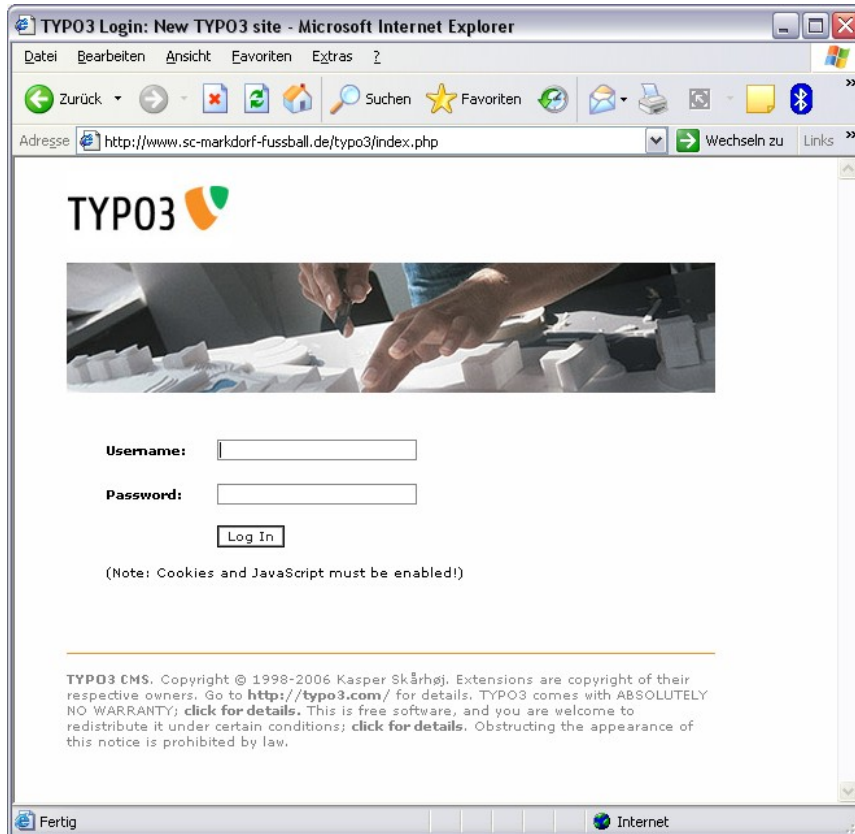 TYPO3 Login: New TYPO3 site - Microsoft Internet Explorer
Datei Bearbeiten Ansicht Favoriten Extras ?
Zurück Suchen Favoriten »
Adresse http://www.sc-markdorf-fussball.de/typo3/index.php Wechseln zu Links »
TYPO3
Username:
Password:
Log In
(Note: Cookies and JavaScript must be enabled!)
TYPO3 CMS. Copyright © 1998-2006 Kasper Skårhøj. Extensions are copyright of their
respective owners. Go to http://typo3.com/ for details. TYPO3 comes with ABSOLUTELY
NO WARRANTY; click for details. This is free software, and you are welcome to
redistribute it under certain conditions; click for details. Obstructing the appearance of
this notice is prohibited by law.
Fertig Internet